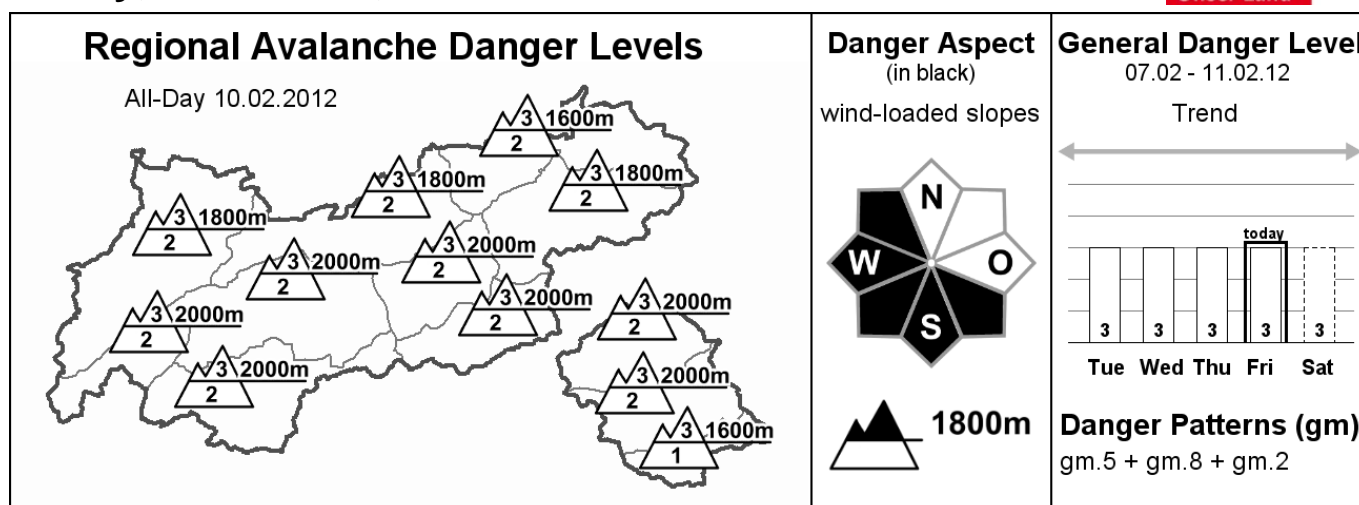 Regional Avalanche Danger Levels
All-Day 10.02.2012
3 1600m
2
3 1800m
2
3 1800m
2
3 1800m
2
3 2000m
2
3 2000m
2
3 2000m
2
3 2000m
2
3 2000m
2
3 2000m
2
3 2000m
2
3 1600m
1
Danger Aspect
(in black)
wind-loaded slopes
N
W
O
S
1800m
General Danger Level
07.02 - 11.02.12
Trend
today
3 3 3 3 3
Tue Wed Thu Fri Sat
Danger Patterns (gm)
gm.5 + gm.8 + gm.2